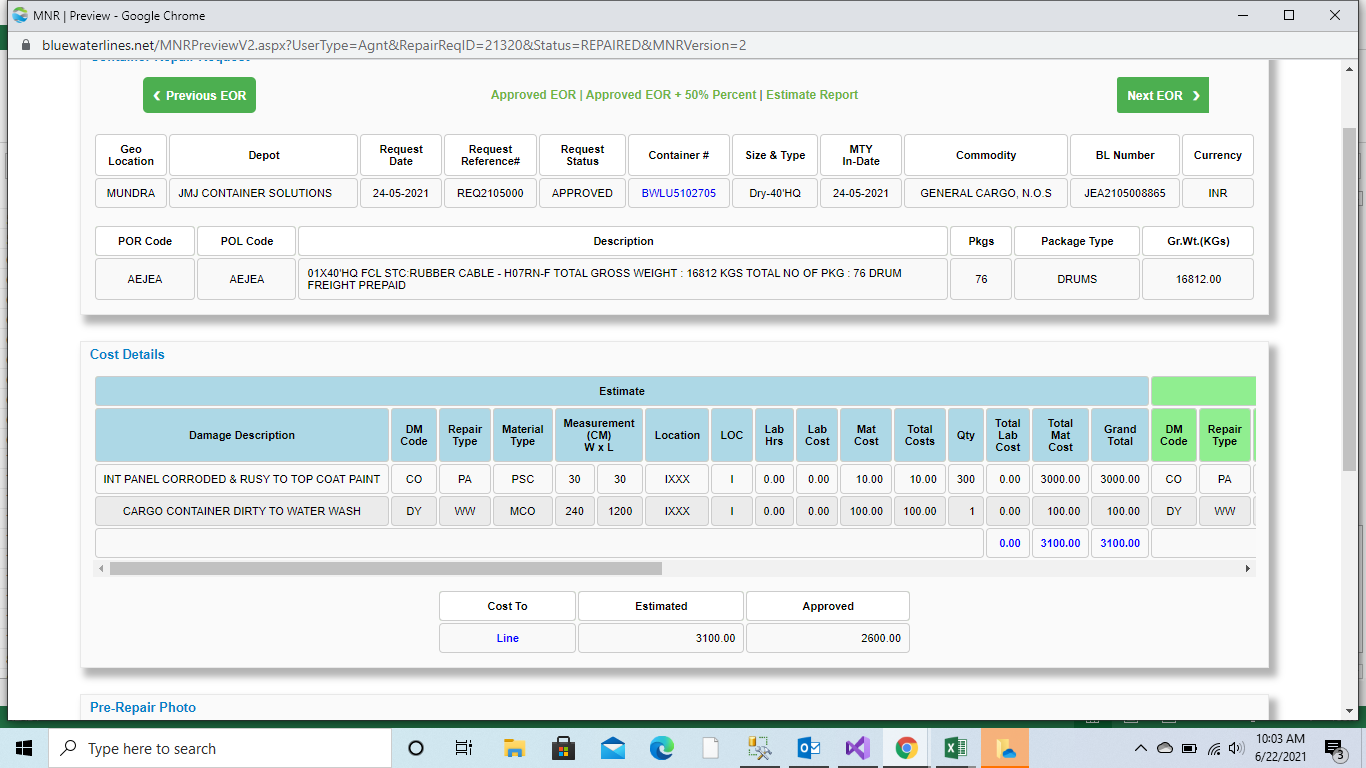 MNR | Preview - Google Chrome
bluewaterlines.net/MNRPreviewV2.aspx?UserType=Agnt&RepairReqID=21320&Status=REPAIRED&MNRVersion=2
Container Repair Request
Previous EOR
Approved EOR | Approved EOR + 50% Percent | Estimate Report
Next EOR
Geo Location Depot Request Date Request Reference# Request Status Container # Size & Type MTY In-Date Commodity BL Number Currency
MUNDRA JMJ CONTAINER SOLUTIONS 24-05-2021 REQ2105000 APPROVED BWLU5102705 Dry-40'HQ 24-05-2021 GENERAL CARGO, N.O.S JEA2105008865 INR
POR Code POL Code Description Pkgs Package Type Gr.Wt.(KGs)
AEJEA AEJEA 01X40'HQ FCL STC:RUBBER CABLE - H07RN-F TOTAL GROSS WEIGHT : 16812 KGS TOTAL NO OF PKG : 76 DRUM
FREIGHT PREPAID 76 DRUMS 16812.00
Cost Details
Estimate
Damage Description DM Code Repair Type Material Type Measurement (CM) W x L Location LOC Lab Hrs Lab Cost Mat Cost Total Costs Qty Total Lab Cost Total Mat Cost Grand Total DM Code Repair Type
INT PANEL CORRODED & RUSY TO TOP COAT PAINT CO PA PSC 30 30 IXXX I 0.00 0.00 10.00 10.00 300 0.00 3000.00 3000.00 CO PA
CARGO CONTAINER DIRTY TO WATER WASH DY WW MCO 240 1200 IXXX I 0.00 0.00 100.00 100.00 1 0.00 100.00 100.00 DY WW
0.00 3100.00 3100.00
Cost To Estimated Approved
Line 3100.00 2600.00
Pre-Repair Photo
Type here to search
10:03 AM
6/22/2021
3